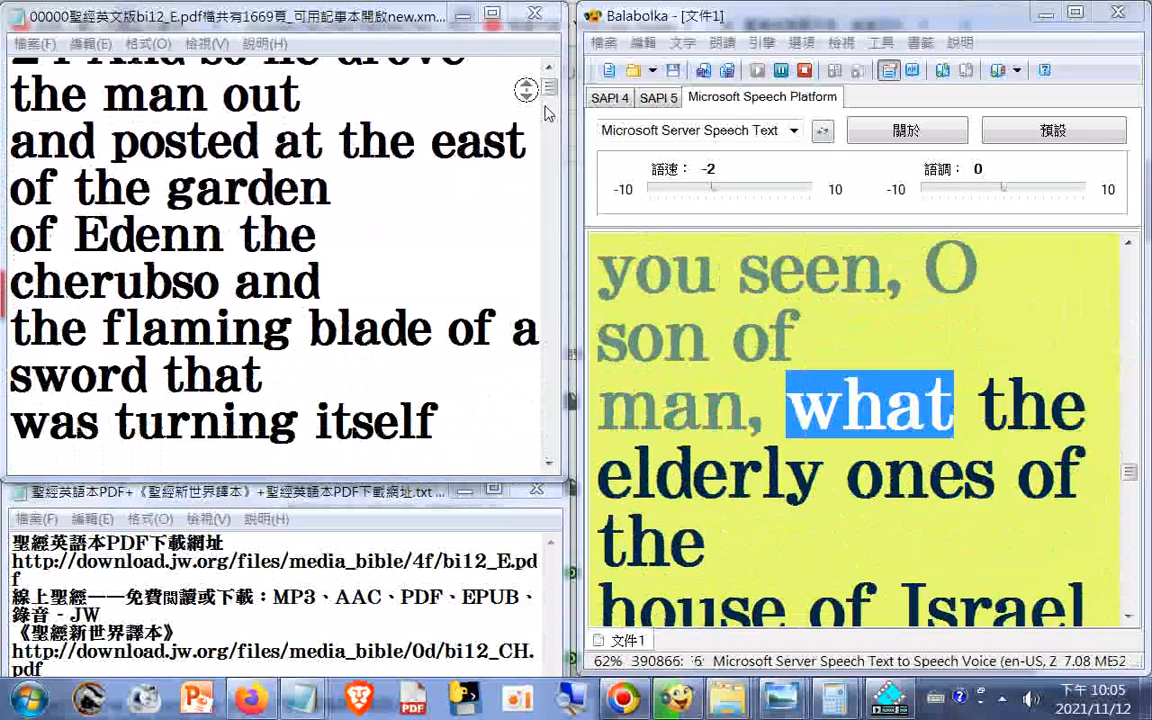 00000聖經英文版bi12_E.pdf檔共有1669頁_可用記事本開啟new.xm...
檔案(F) 編輯(E) 格式(O) 檢視(V) 說明(H)
24 And so he drove
the man out
and posted at the east
of the garden
of Edenn the
cherubso and
the flaming blade of a
sword that
was turning itself
聖經英語本PDF+《聖經新世界譯本》+聖經英語本PDF下載網址.txt ...
檔案(F) 編輯(E) 格式(O) 檢視(V) 說明(H)
聖經英語本PDF下載網址
http://download.jw.org/files/media_bible/4f/bi12_E.pd
f
線上聖經——免費閱讀或下載：MP3、AAC、PDF、EPUB、
錄音 - JW
《聖經新世界譯本》
http://download.jw.org/files/media_bible/0d/bi12_CH.
pdf
Balabolka - [文件1]
檔案 編輯 文字 朗讀 引擎 選項 檢視 工具 書籤 說明
SAPI 4 SAPI 5 Microsoft Speech Platform
Microsoft Server Speech Text 關於 預設
語速： -2 語調： 0
-10 10 -10 10
you seen, O
son of
man, what the
elderly ones of
the
house of Israel
文件1
62% 390866: Microsoft Server Speech Text to Speech Voice (en-US, Z 7.08 ME
PDF
下午 10:05
2021/11/12